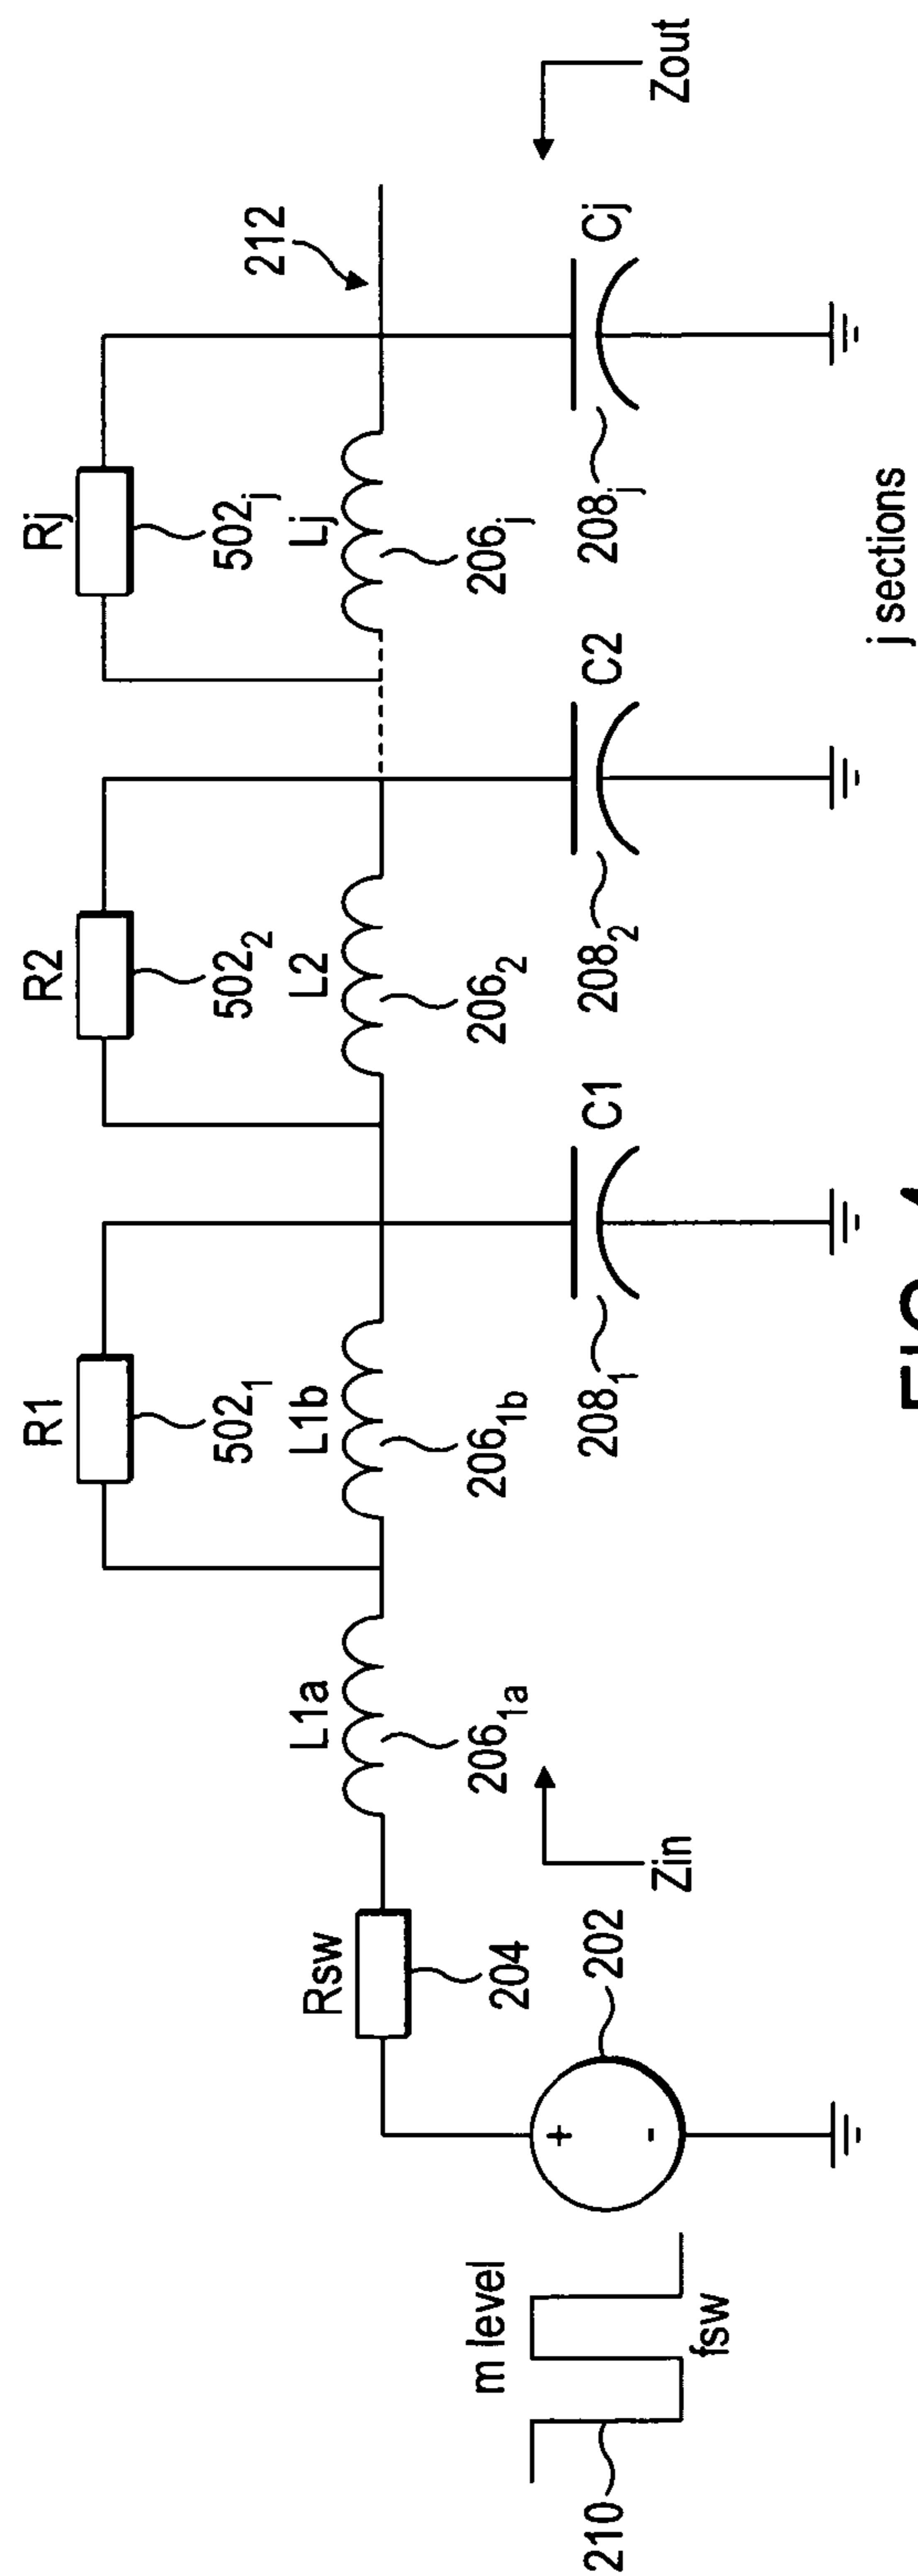 R1
R2
Rj
502₁
502₂
502ⱼ
212
Rsw
L1a
L1b
L2
Lj
204
206₁ₐ
206₁b
206₂
206ⱼ
Zin
Zout
m level
fsw
210
+
-
202
C1
C2
Cj
208₁
208₂
208ⱼ
j sections